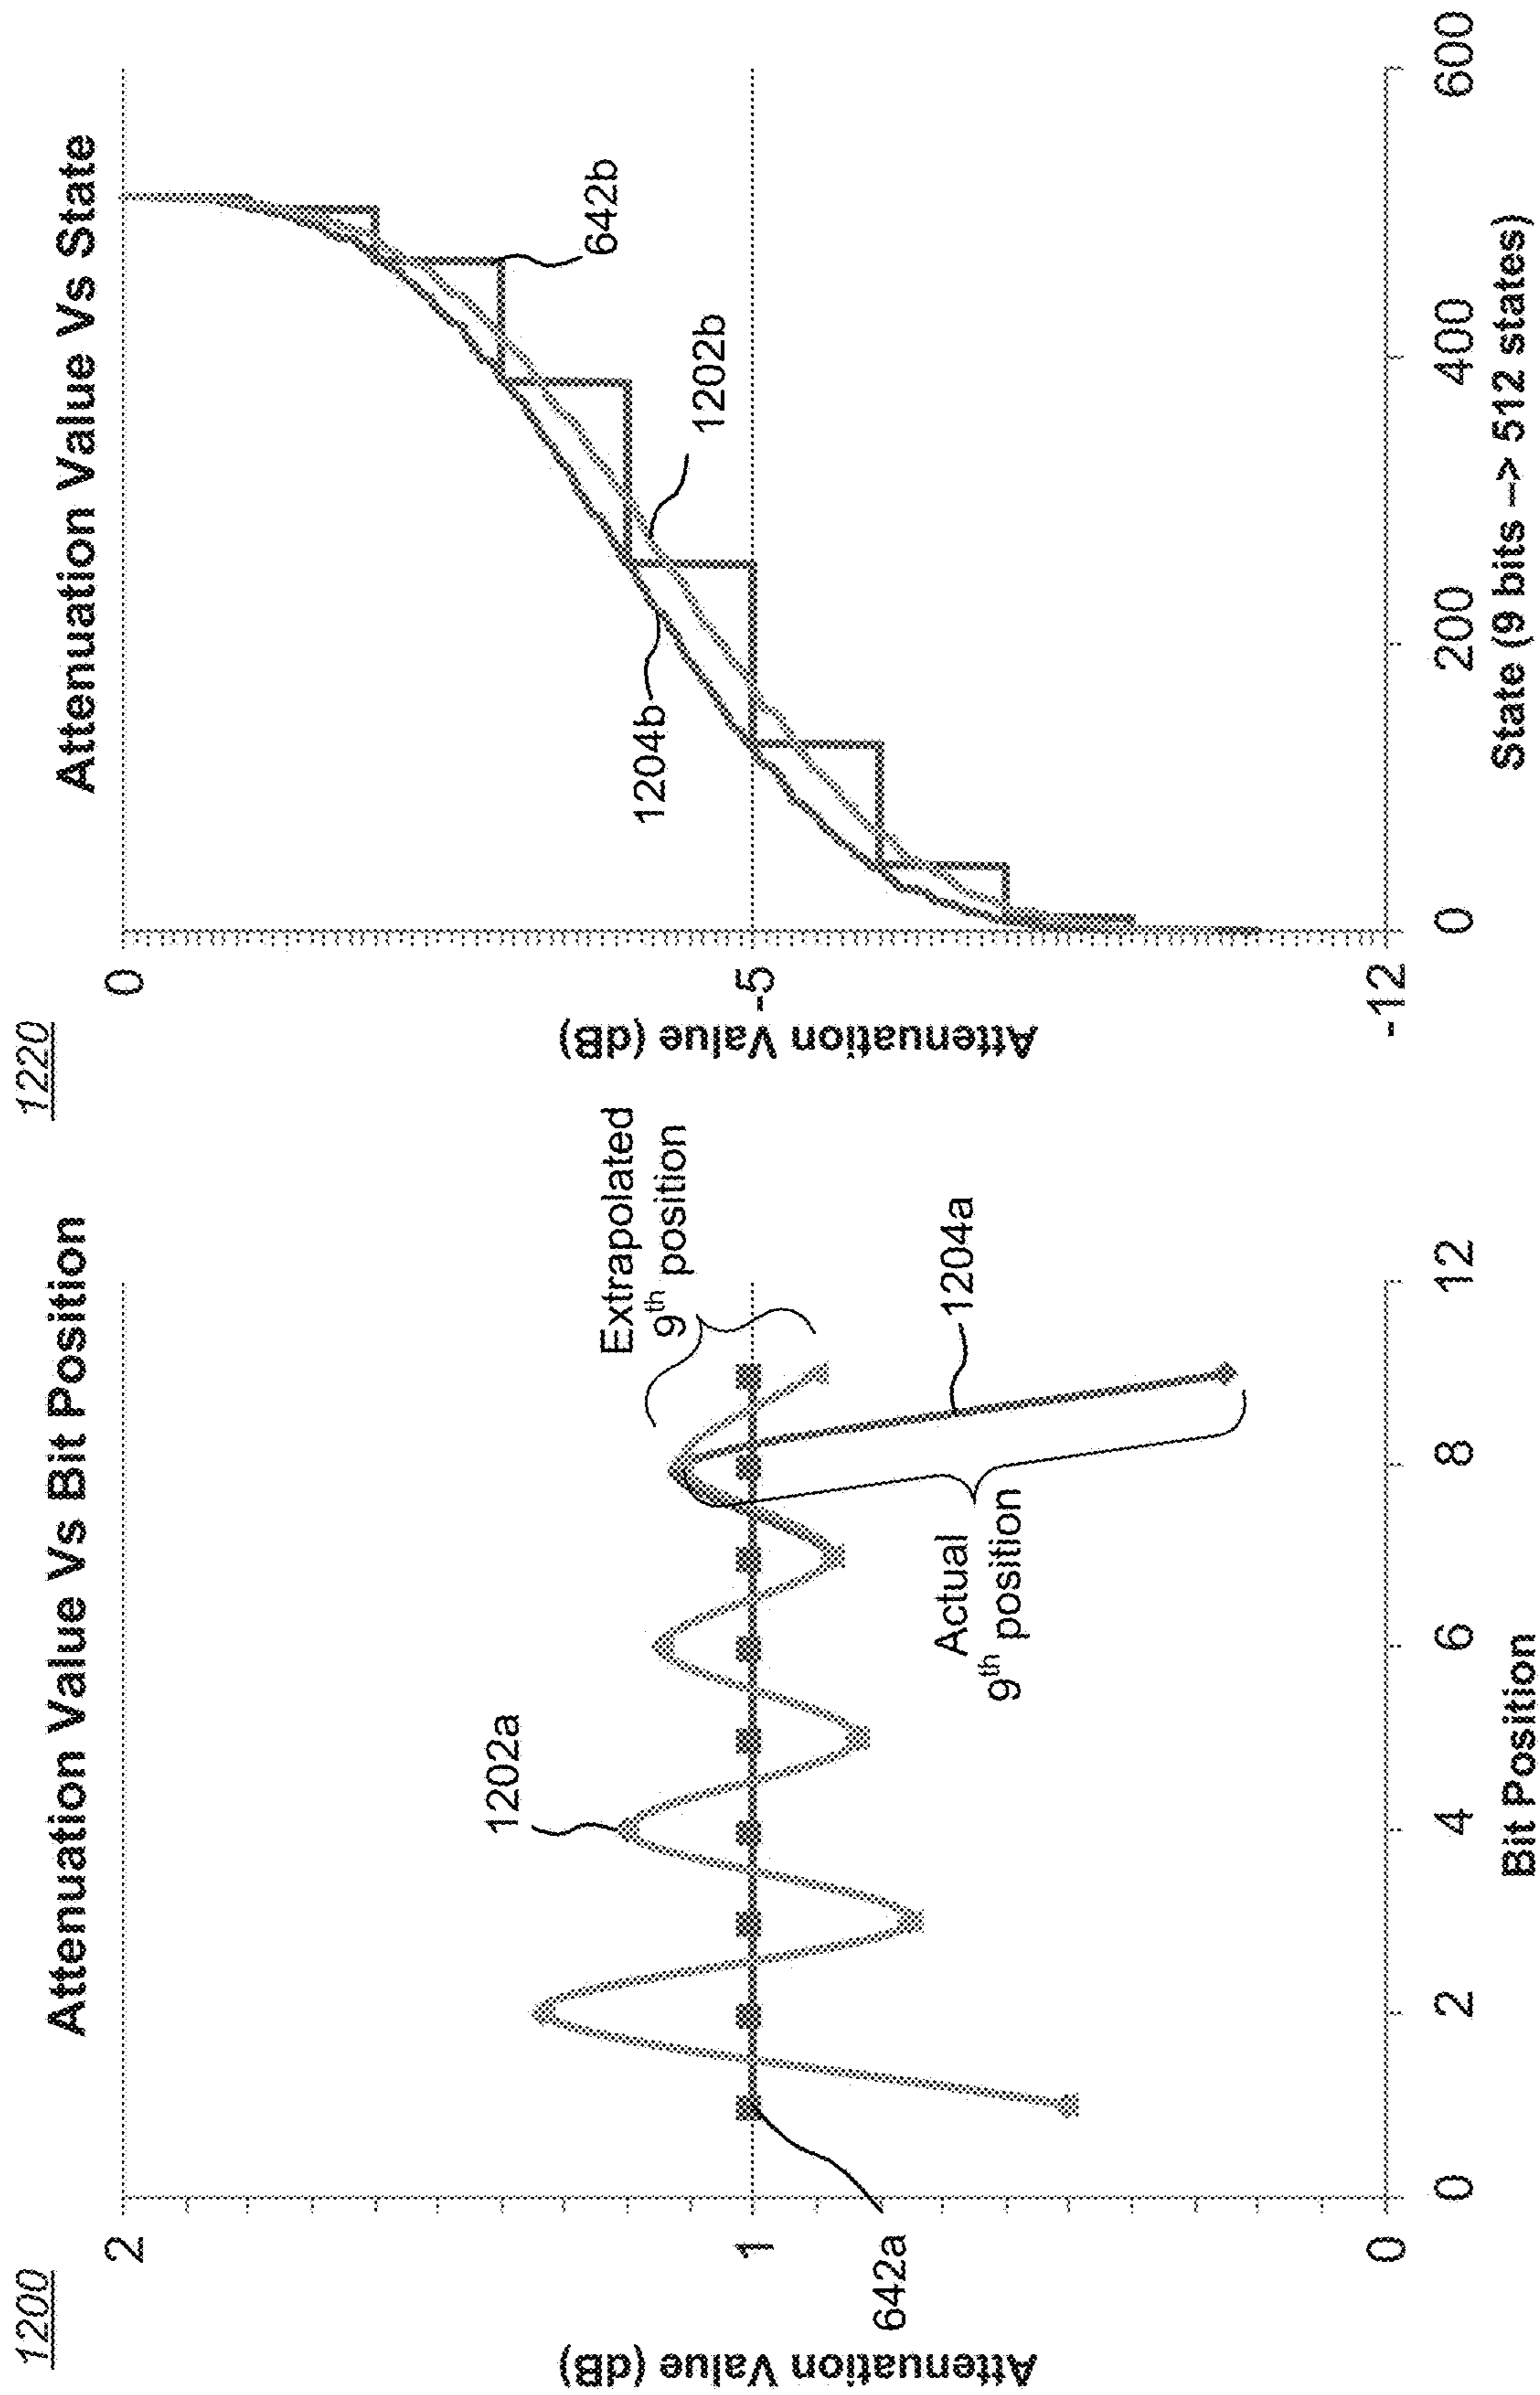 1200
Attenuation Value Vs Bit Position
Attenuation Value (dB)
2
1
0
642a
1202a
Extrapolated
9th position
Actual
9th position
1204a
0
2
4
6
8
12
Bit Position
1220
Attenuation Value Vs State
Attenuation Value (dB)
0
-5
-12
1204b
1202b
642b
0
200
400
600
State (9 bits --> 512 states)